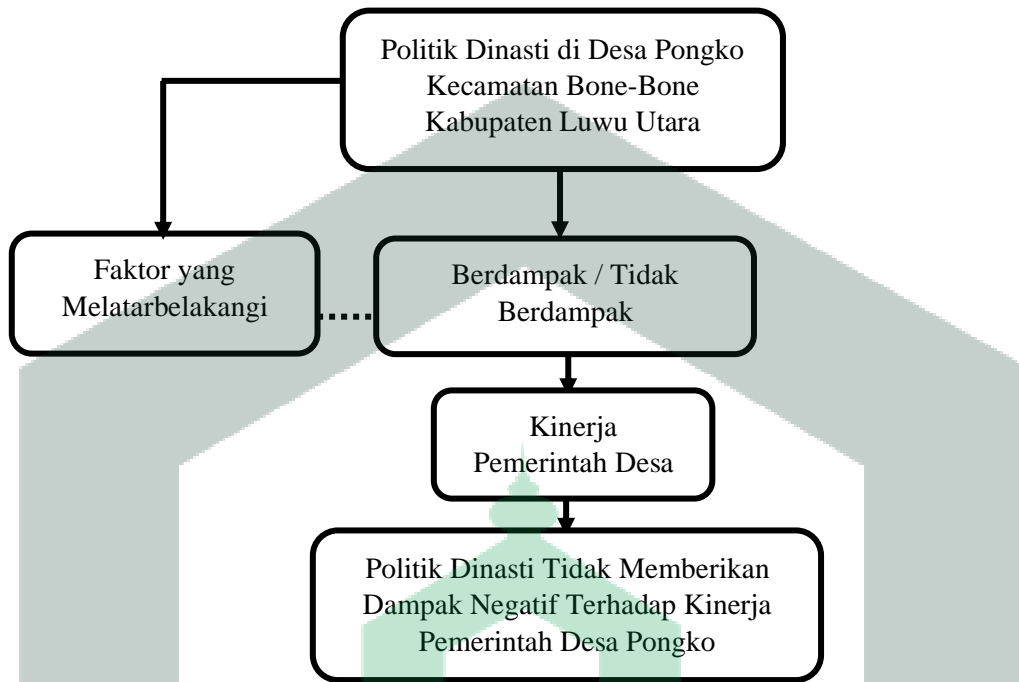 Politik Dinasti di Desa Pongko
Kecamatan Bone-Bone
Kabupaten Luwu Utara
Faktor yang
Melatarbelakangi
Berdampak / Tidak
Berdampak
Kinerja
Pemerintah Desa
Politik Dinasti Tidak Memberikan
Dampak Negatif Terhadap Kinerja
Pemerintah Desa Pongko